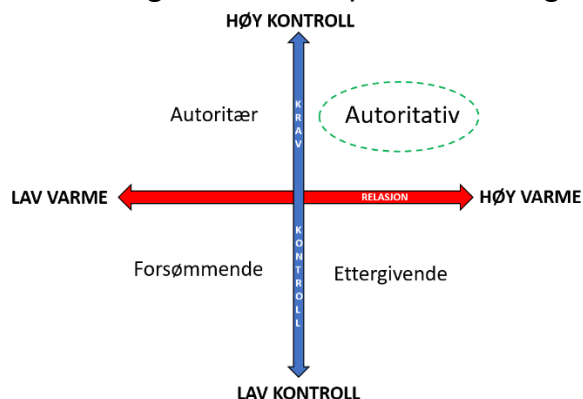 HØY KONTROLL
Autoritær
KRAV
Autoritativ
LAV VARME
RELASJON
HØY VARME
Forsømmende
KONTROLL
Ettergivende
LAV KONTROLL